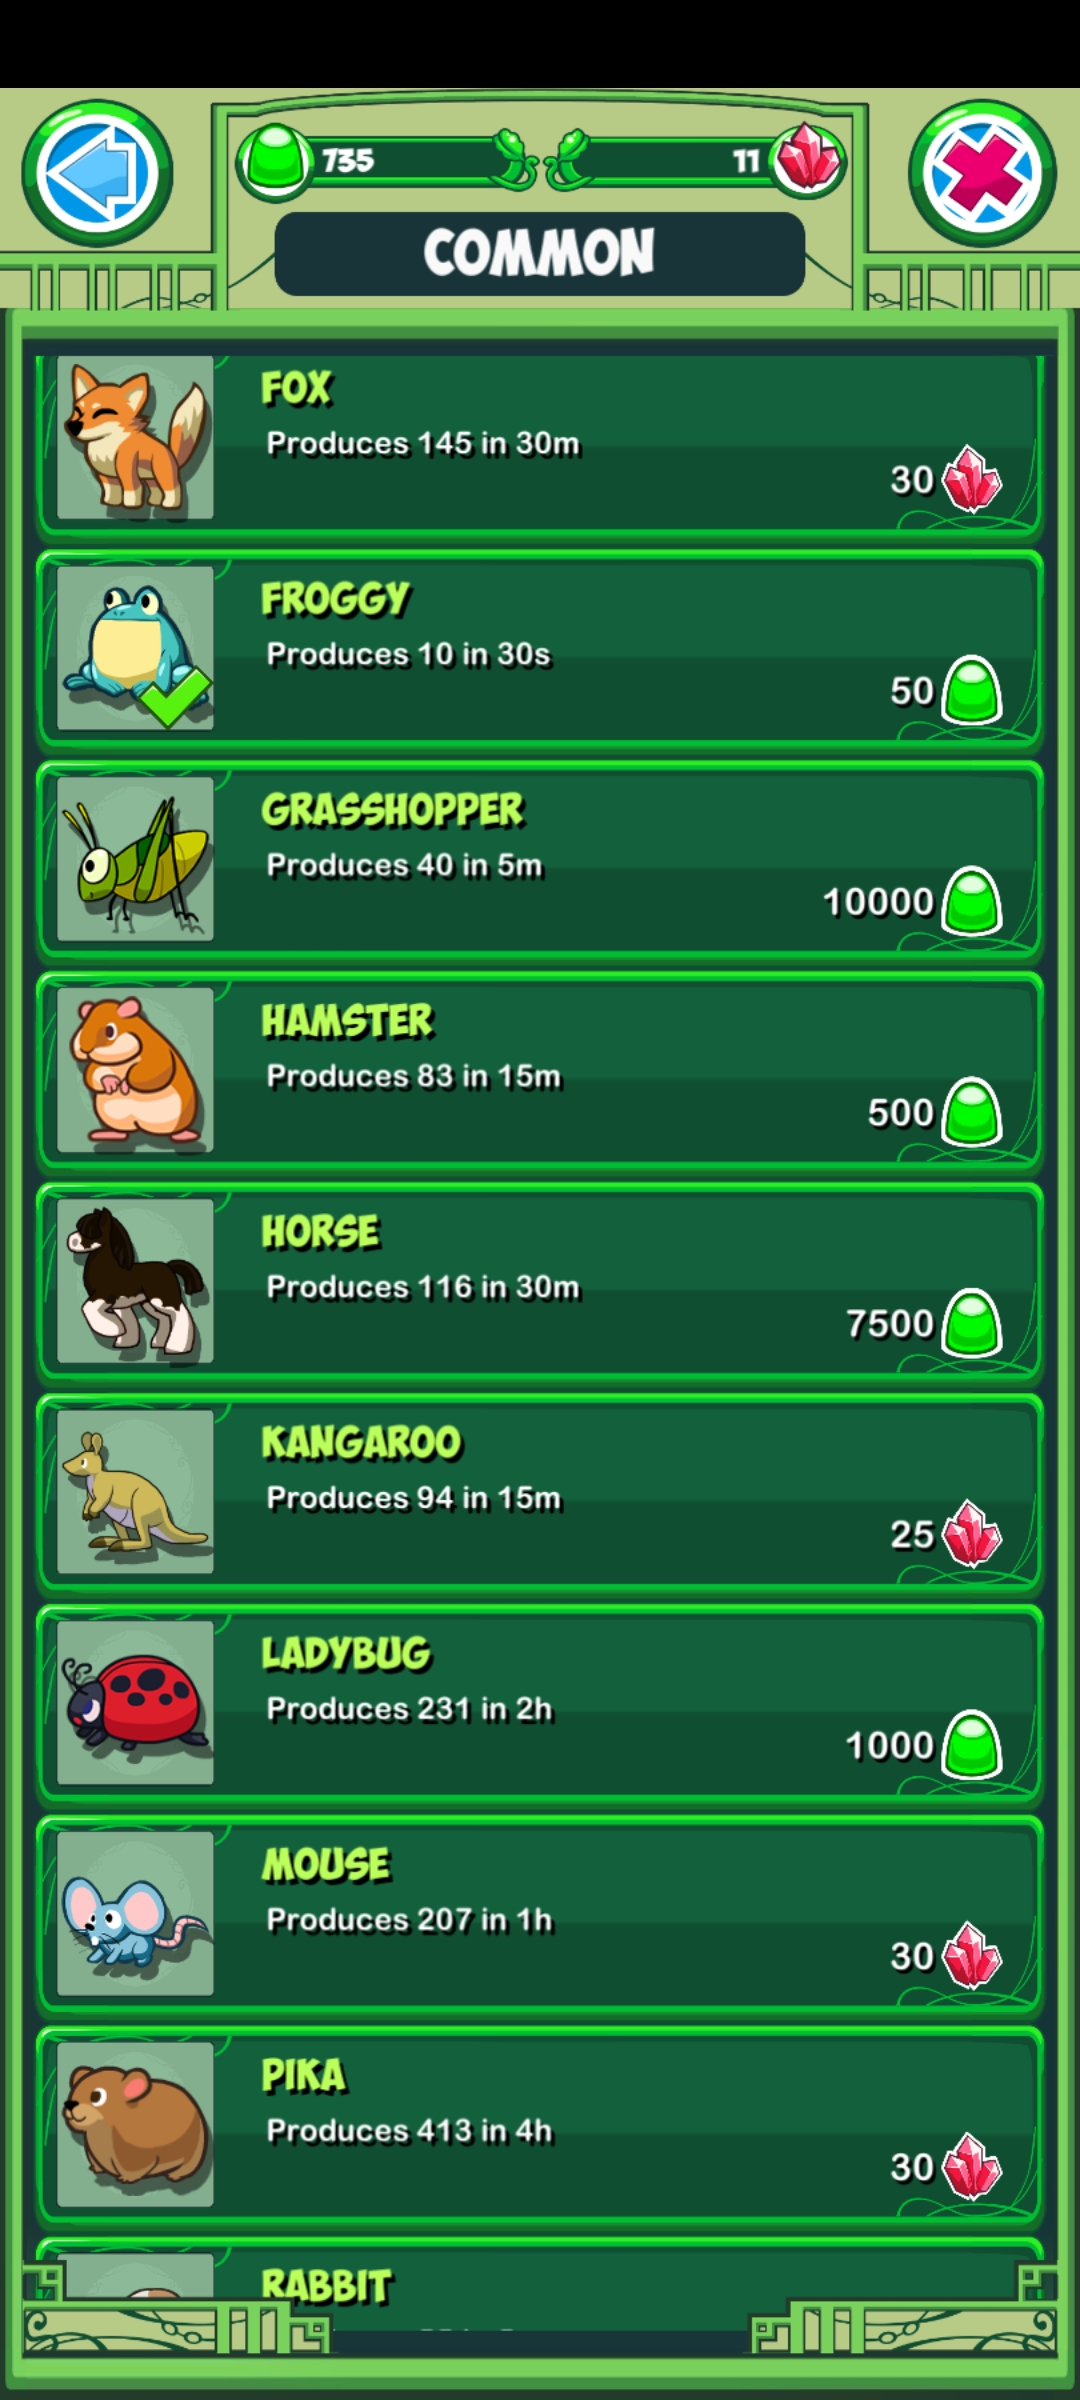 735
11
COMMON
FOX
Produces 145 in 30m
30
FROGGY
Produces 10 in 30s
50
GRASSHOPPER
Produces 40 in 5m
10000
HAMSTER
Produces 83 in 15m
500
HORSE
Produces 116 in 30m
7500
KANGAROO
Produces 94 in 15m
25
LADYBUG
Produces 231 in 2h
1000
MOUSE
Produces 207 in 1h
30
PIKA
Produces 413 in 4h
30
RABBIT